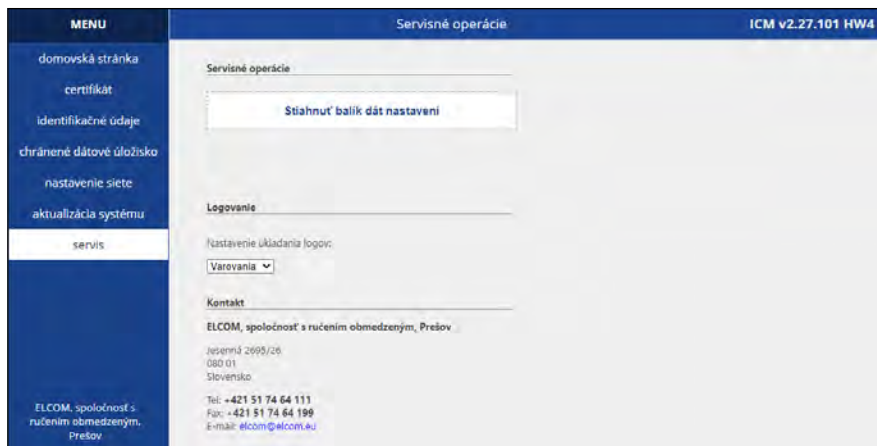 MENU
Servisné operácie
ICM v2.27.101 HW4
domovská stránka
certifikát
identifikačné údaje
chránené dátové úložisko
nastavenie siete
aktualizácia systému
servis
ELCOM, spoločnosť s
ručením obmedzeným,
Prešov
Servisné operácie
Stiahnuť balík dát nastavení
Logovanie
Nastavenie ukladania logov:
Varovania
Kontakt
ELCOM, spoločnosť s ručením obmedzeným, Prešov
Jesenná 2695/26
080 01
Slovensko
Tel: +421 51 74 64 111
Fax: +421 51 74 64 199
E-mail: elcom@elcom.eu